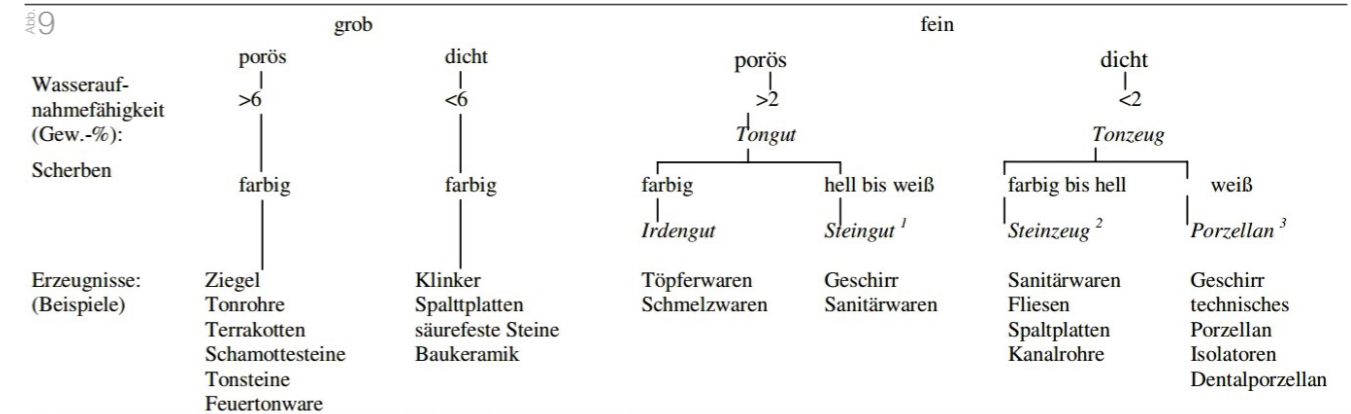 Abb. 9
grob fein
porös dicht porös dicht
Wasserauf-
nahmefähigkeit
(Gew.-%):
>6 <6 >2 <2
Tongut Tonzeug
Scherben
farbig farbig farbig hell bis weiß farbig bis hell weiß
Irdengut Steingut 1 Steinzeug 2 Porzellan 3
Erzeugnisse:
(Beispiele)
Ziegel
Tonrohre
Terrakotten
Schamottesteine
Tonsteine
Feuertonware
Klinker
Spalttplatten
säurefeste Steine
Baukeramik
Töpferwaren
Schmelzwaren
Geschirr
Sanitärwaren
Sanitärwaren
Fliesen
Spaltplatten
Kanalrohre
Geschirr
technisches
Porzellan
Isolatoren
Dentalporzellan